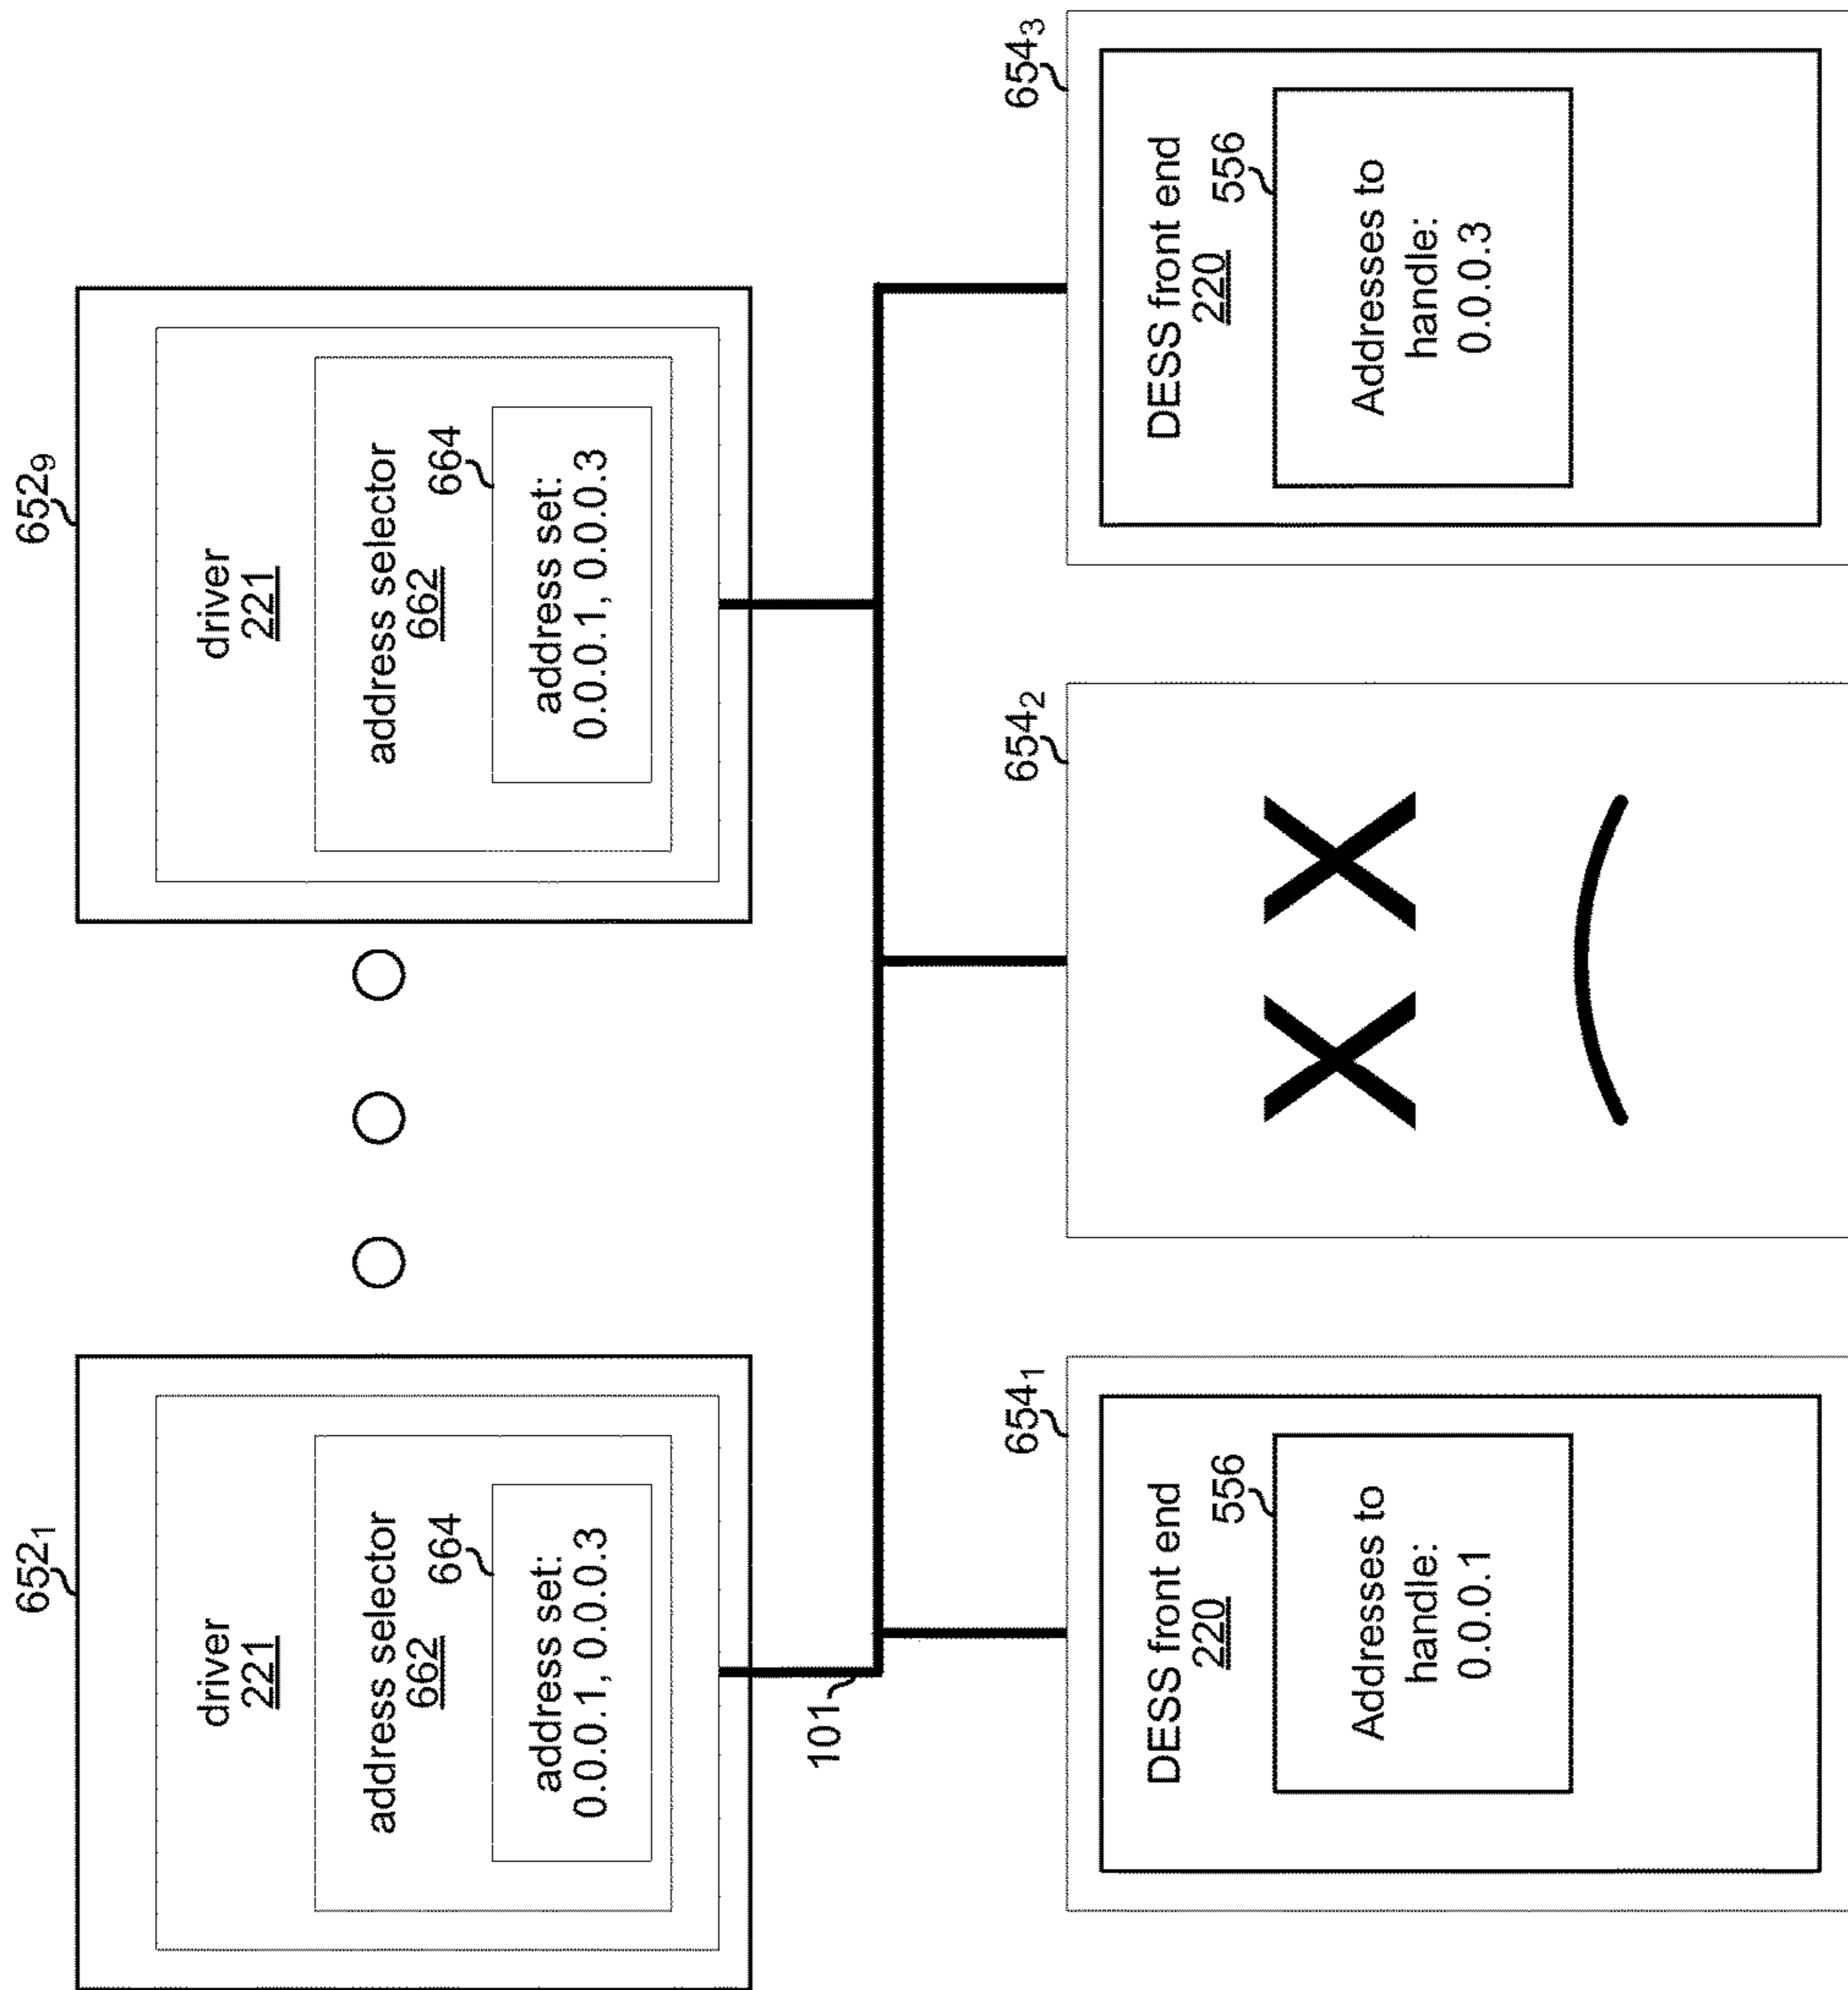 652₁
driver
221
address selector
662
664
address set:
0.0.0.1, 0.0.0.3
652₉
driver
221
address selector
662
664
address set:
0.0.0.1, 0.0.0.3
101
654₁
DESS front end
220
556
Addresses to
handle:
0.0.0.1
654₂
X X
654₃
DESS front end
220
556
Addresses to
handle:
0.0.0.3